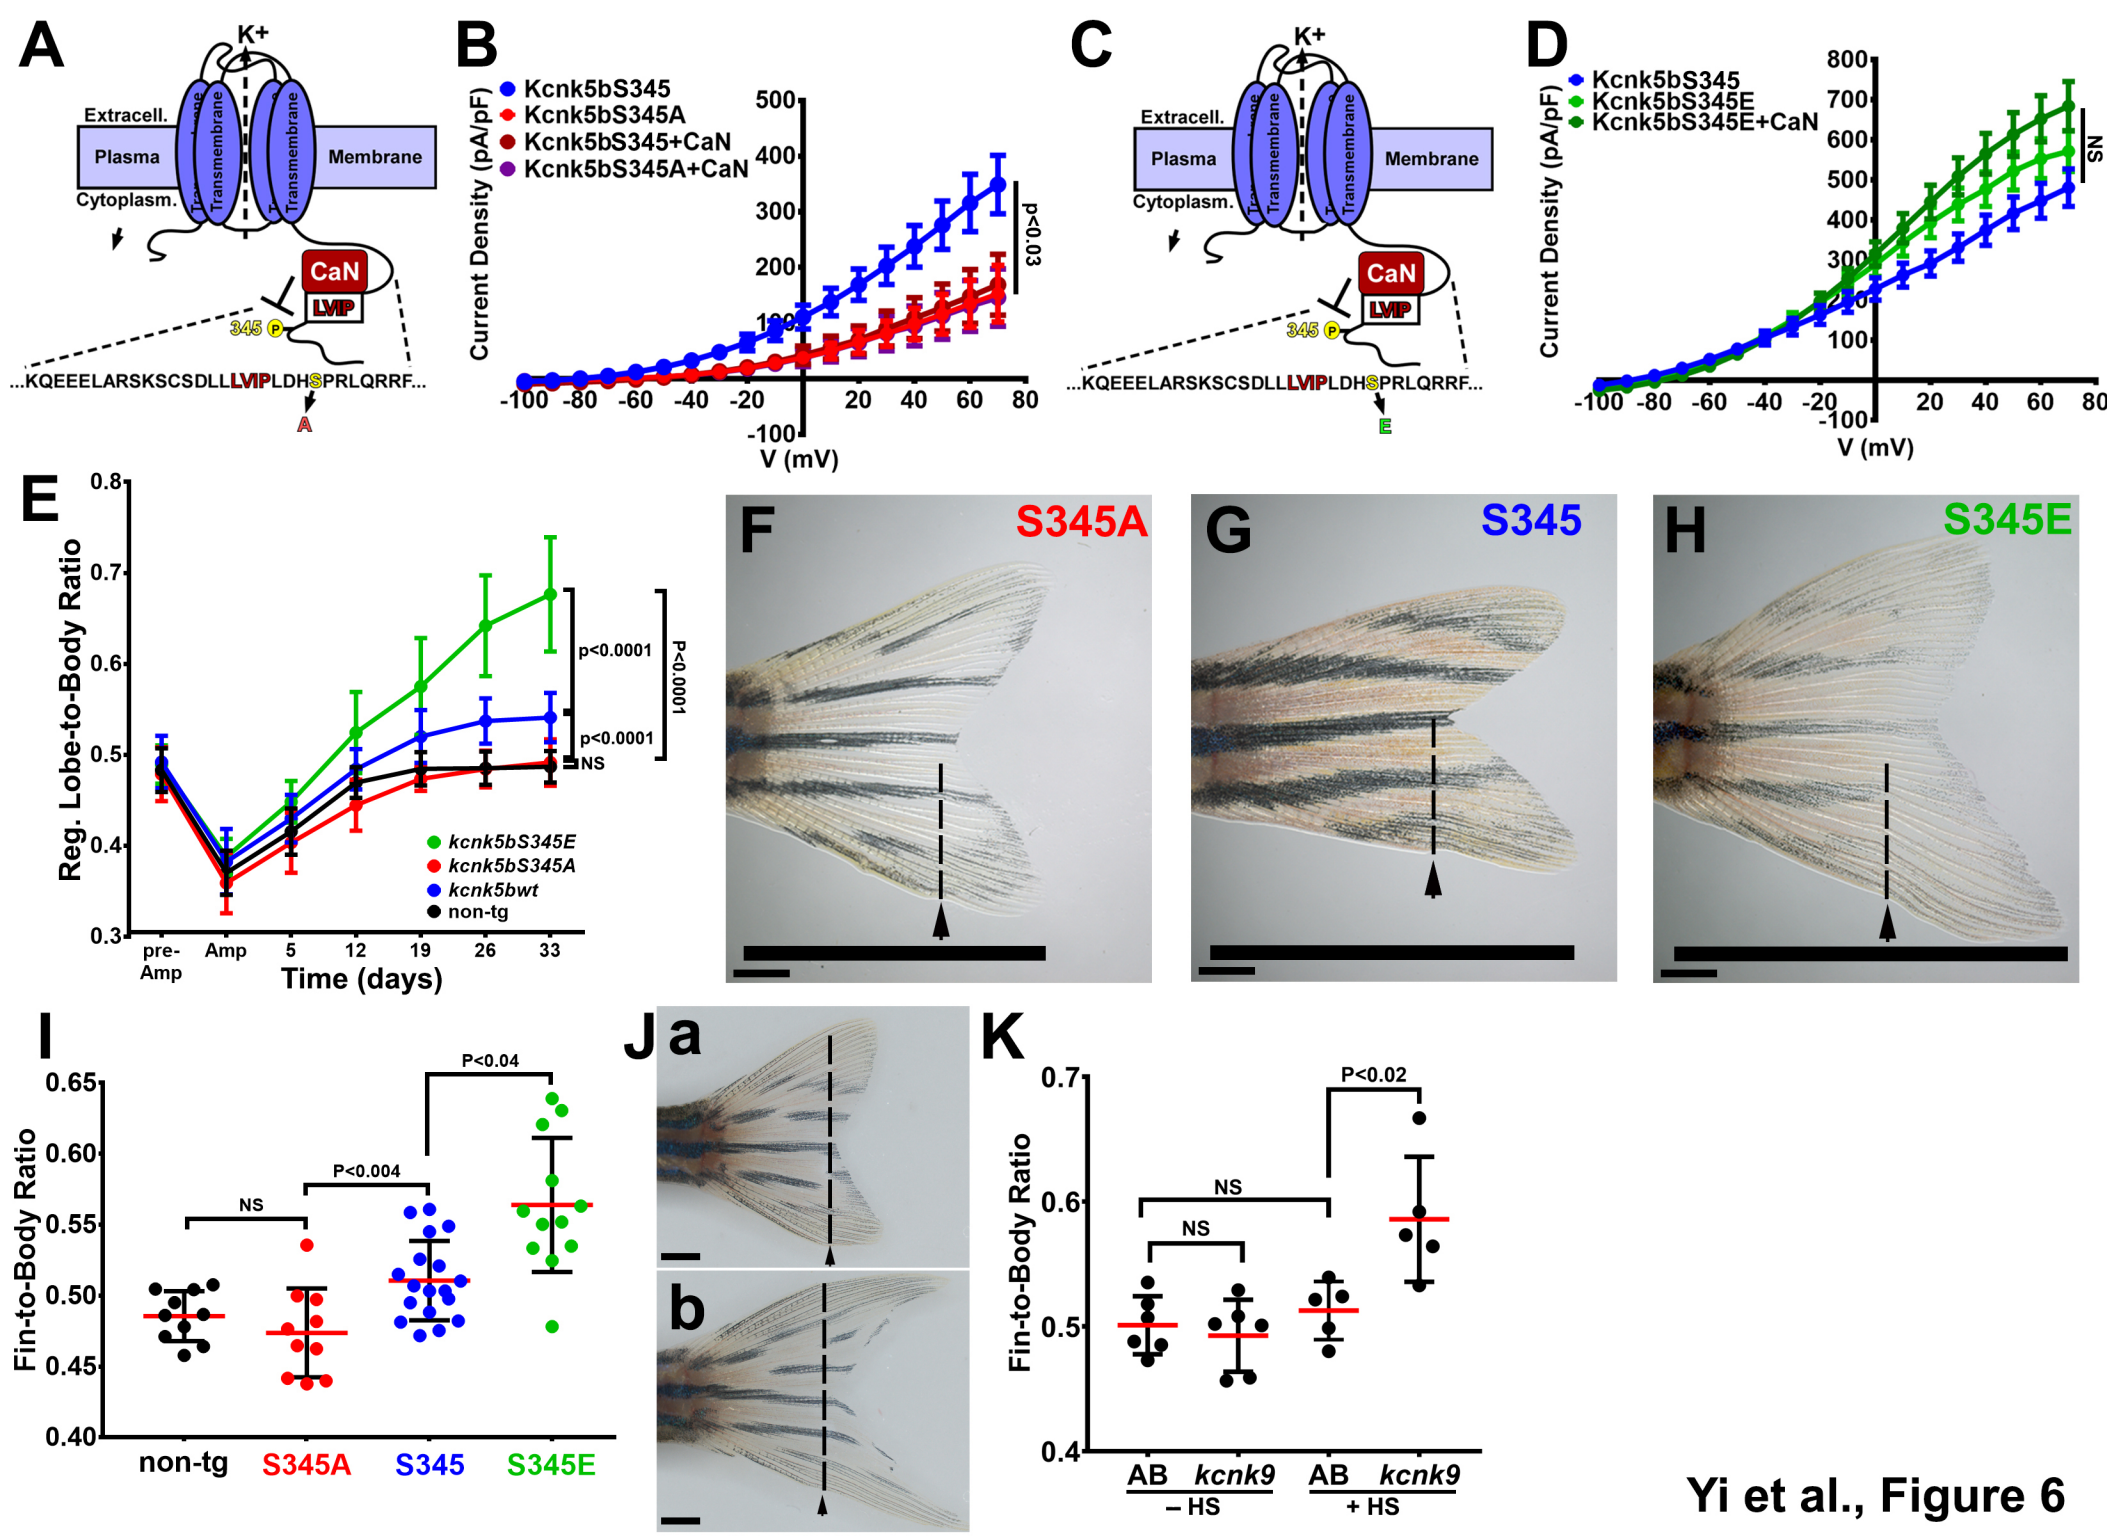 A
K+
Extracell.
Plasma
Membrane
Cytoplasm.
Transmembrane
Transmembrane
Transmembrane
CaN
LVIP
345 P
...KQEEELARSKSCSDLLLVIPLDHSPRLQRRF...
A
B
Kcnk5bS345
Kcnk5bS345A
Kcnk5bS345+CaN
Kcnk5bS345A+CaN
Current Density (pA/pF)
500
400
300
200
100
-100
-100 -80 -60 -40 -20 20 40 60 80
V (mV)
p<0.03
C
K+
Extracell.
Plasma
Membrane
Cytoplasm.
Transmembrane
Transmembrane
Transmembrane
CaN
LVIP
345 P
...KQEEELARSKSCSDLLLVIPLDHSPRLQRRF...
E
D
Kcnk5bS345
Kcnk5bS345E
Kcnk5bS345E+CaN
Current Density (pA/pF)
800
700
600
500
400
300
200
100
-100
-100 -80 -60 -40 -20 20 40 60 80
V (mV)
NS
E
Reg. Lobe-to-Body Ratio
0.8
0.7
0.6
0.5
0.4
0.3
p<0.0001
p<0.0001
P<0.0001
NS
kcnk5bS345E
kcnk5bS345A
kcnk5bwt
non-tg
pre-Amp Amp 5 12 19 26 33
Time (days)
F
S345A
G
S345
H
S345E
I
Fin-to-Body Ratio
0.65
0.60
0.55
0.50
0.45
0.40
NS
P<0.004
P<0.04
non-tg S345A S345 S345E
J
a
b
K
Fin-to-Body Ratio
0.7
0.6
0.5
0.4
NS
NS
P<0.02
AB kcnk9 AB kcnk9
– HS + HS
Yi et al., Figure 6